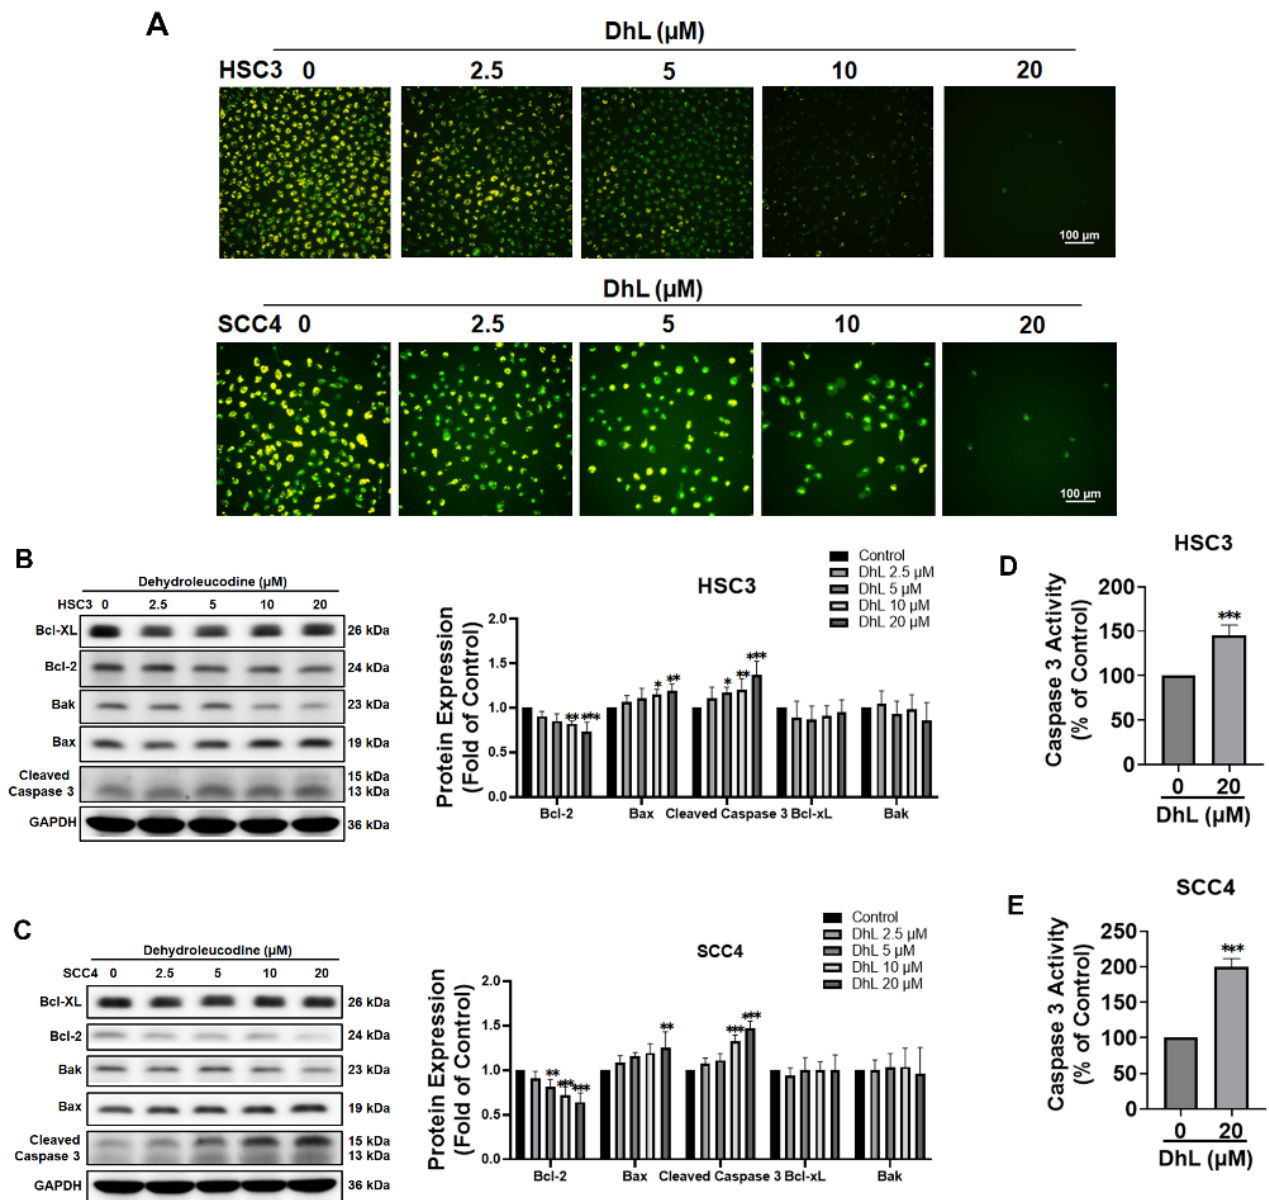 A
DhL (µM)
HSC3 0 2.5 5 10 20
100 µm
DhL (µM)
SCC4 0 2.5 5 10 20
100 µm
B
Dehydroleucodine (µM)
HSC3 0 2.5 5 10 20
Bcl-XL 26 kDa
Bcl-2 24 kDa
Bak 23 kDa
Bax 19 kDa
Cleaved Caspase 3 15 kDa
13 kDa
GAPDH 36 kDa
HSC3
Control
DhL 2.5 µM
DhL 5 µM
DhL 10 µM
DhL 20 µM
Protein Expression
(Fold of Control)
2.0
1.5
1.0
0.5
0.0
** *** * ** * ** ***
Bcl-2 Bax Cleaved Caspase 3 Bcl-xL Bak
D
HSC3
Caspase 3 Activity
(% of Control)
200
150
100
50
0
***
0 20
DhL (µM)
C
Dehydroleucodine (µM)
SCC4 0 2.5 5 10 20
Bcl-XL 26 kDa
Bcl-2 24 kDa
Bak 23 kDa
Bax 19 kDa
Cleaved Caspase 3 15 kDa
13 kDa
GAPDH 36 kDa
SCC4
Control
DhL 2.5 µM
DhL 5 µM
DhL 10 µM
DhL 20 µM
Protein Expression
(Fold of Control)
2.0
1.5
1.0
0.5
0.0
** *** *** ** *** ***
Bcl-2 Bax Cleaved Caspase 3 Bcl-xL Bak
E
SCC4
Caspase 3 Activity
(% of Control)
250
200
150
100
50
0
***
0 20
DhL (µM)